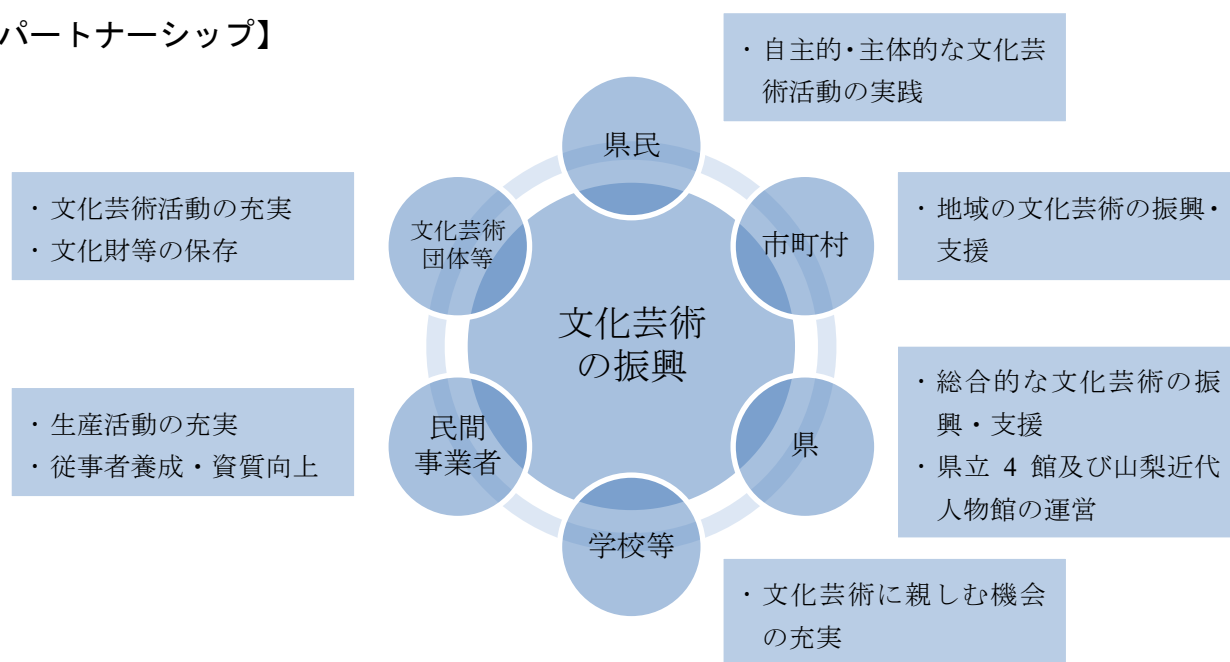 パートナーシップ】
・自主的・主体的な文化芸
術活動の実践
県民
・文化芸術活動の充実
・文化財等の保存
文化芸術
団体等
市町村
・地域の文化芸術の振興・
支援
文化芸術
の振興
・生産活動の充実
・従事者養成・資質向上
民間
事業者
県
・総合的な文化芸術の振
興・支援
・県立 4 館及び山梨近代
人物館の運営
学校等
・文化芸術に親しむ機会
の充実